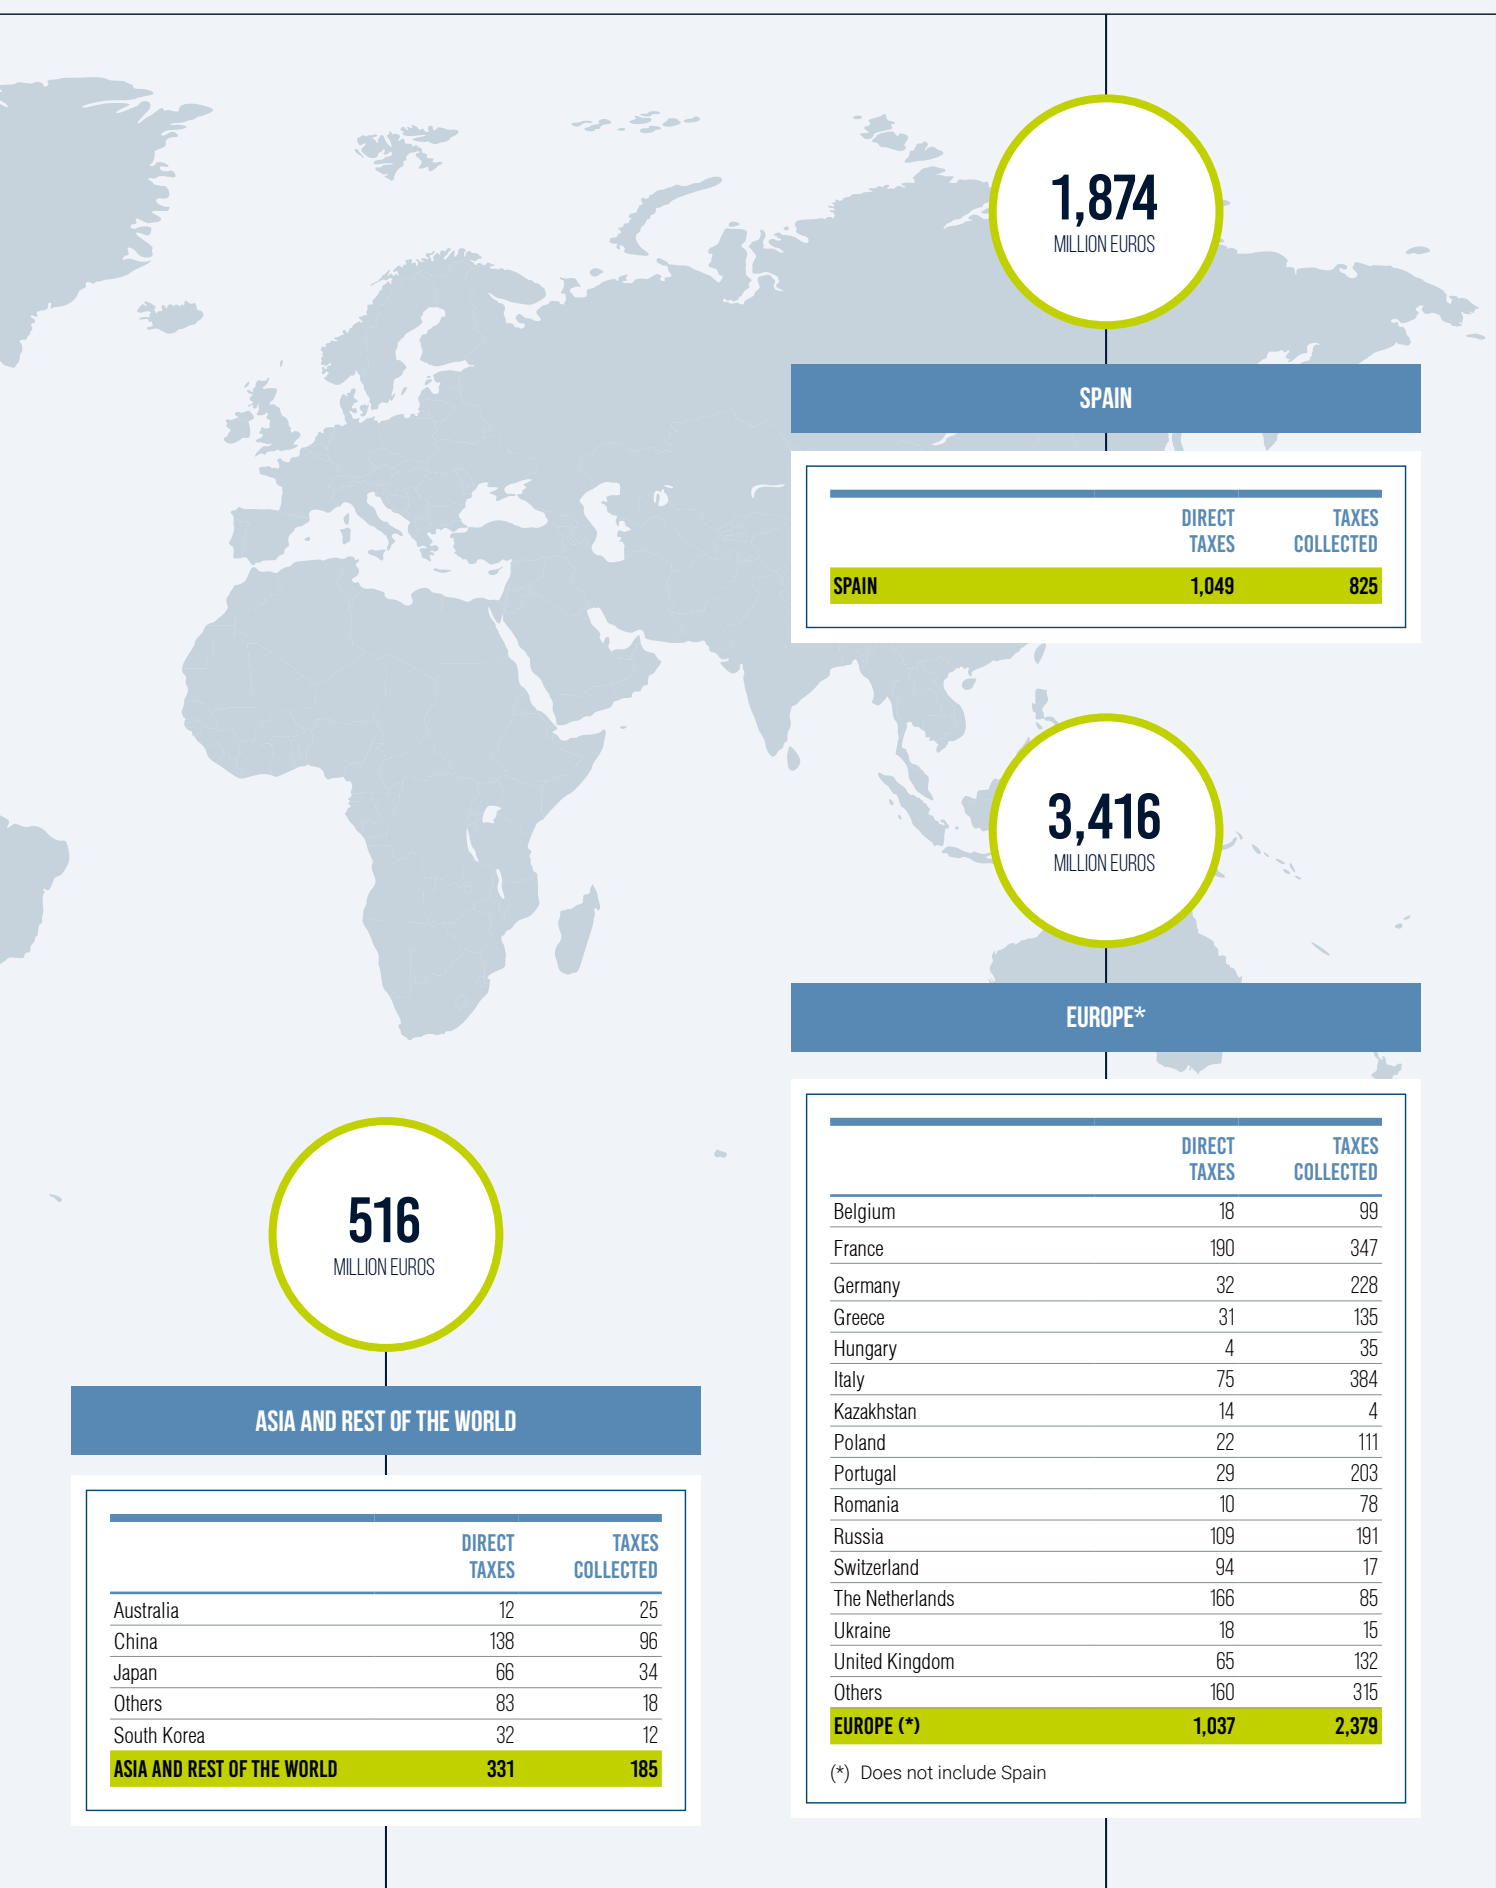 1,874
MILLION EUROS
SPAIN
DIRECT TAXES
TAXES COLLECTED
SPAIN 1,049 825
3,416
MILLION EUROS
EUROPE*
DIRECT TAXES
TAXES COLLECTED
Belgium 18 99
France 190 347
Germany 32 228
Greece 31 135
Hungary 4 35
Italy 75 384
Kazakhstan 14 4
Poland 22 111
Portugal 29 203
Romania 10 78
Russia 109 191
Switzerland 94 17
The Netherlands 166 85
Ukraine 18 15
United Kingdom 65 132
Others 160 315
EUROPE (*) 1,037 2,379
(*) Does not include Spain
516
MILLION EUROS
ASIA AND REST OF THE WORLD
DIRECT TAXES
TAXES COLLECTED
Australia 12 25
China 138 96
Japan 66 34
Others 83 18
South Korea 32 12
ASIA AND REST OF THE WORLD 331 185